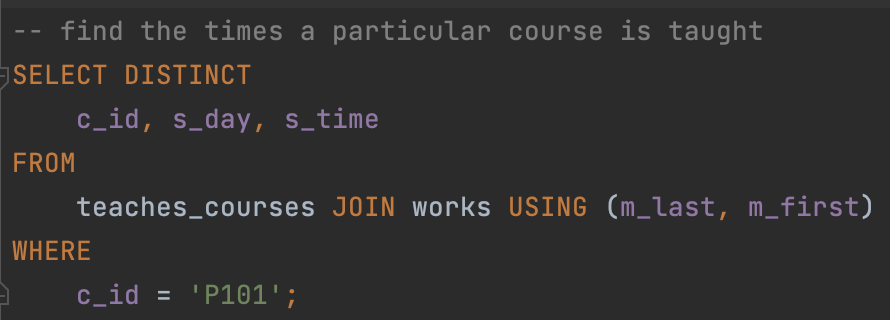 -- find the times a particular course is taught
SELECT DISTINCT
    c_id, s_day, s_time
FROM
    teaches_courses JOIN works USING (m_last, m_first)
WHERE
    c_id = 'P101';